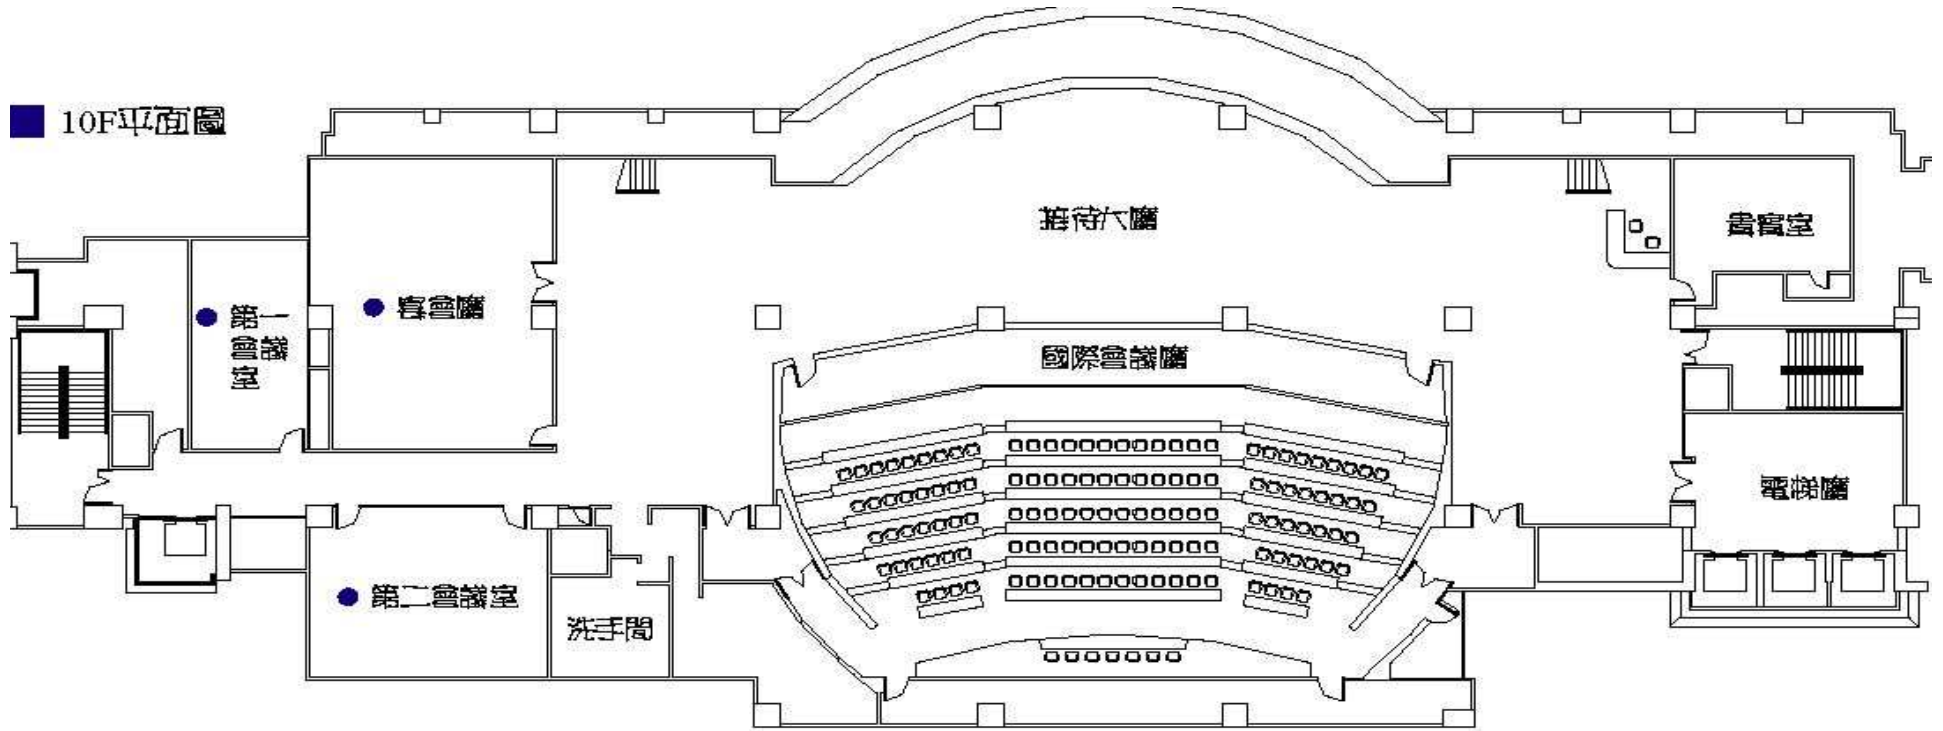 10F平面圖
接待大廳
貴賓室
宴會廳
第一
會議
室
國際會議廳
電梯廳
第二會議室
洗手間